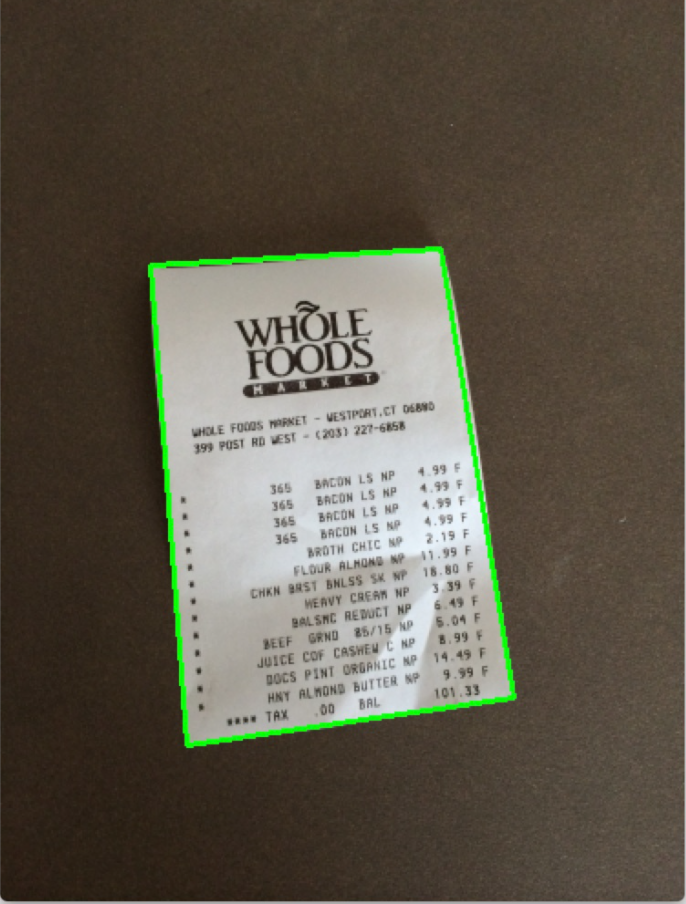 WHOLE
FOODS
MARKET
WHOLE FOODS MARKET - WESTPORT,CT 06880
399 POST RD WEST - (203) 227-6858
365 BACON LS NP 4.99 F
365 BACON LS NP 4.99 F
365 BACON LS NP 4.99 F
365 BACON LS NP 4.99 F
BROTH CHIC NP 2.19 F
FLOUR ALMOND NP 11.99 F
CHKN BRST BNLSS SK NP 18.80 F
HEAVY CREAM NP 3.39 F
BALSMC REDUCT NP 6.49 F
BEEF GRND 85/15 NP 5.04 F
JUICE COF CASHEW C NP 8.99 F
DOCS PINT ORGANIC NP 14.49 F
HNY ALMOND BUTTER NP 9.99 F
**** TAX .00 BAL 101.33